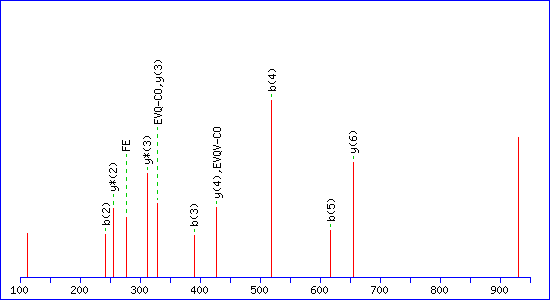 b(2)
y*(2)
FE
y*(3)
EVQ-CO,y(3)
b(3)
y(4),EVQV-CO
b(4)
b(5)
y(6)
100 200 300 400 500 600 700 800 900